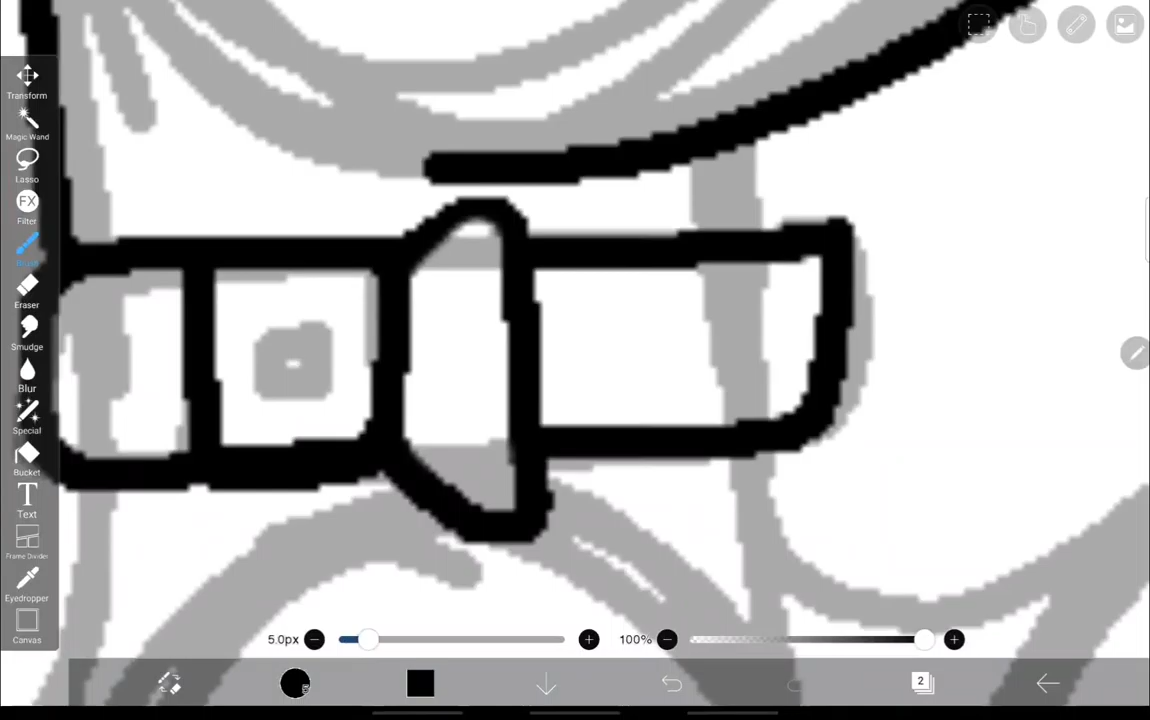 Transform
Magic Wand
Lasso
FX
Filter
Brush
Eraser
Smudge
Blur
Special
Bucket
T
Text
Frame Divider
Eyedropper
Canvas
5.0px
100%
2